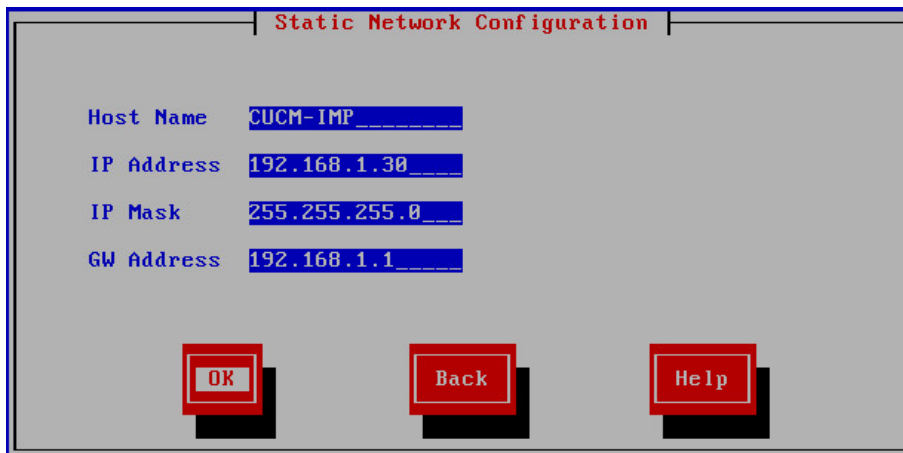 Static Network Configuration
Host Name CUCM-IMP________
IP Address 192.168.1.30____
IP Mask 255.255.255.0___
GW Address 192.168.1.1_____
OK Back Help